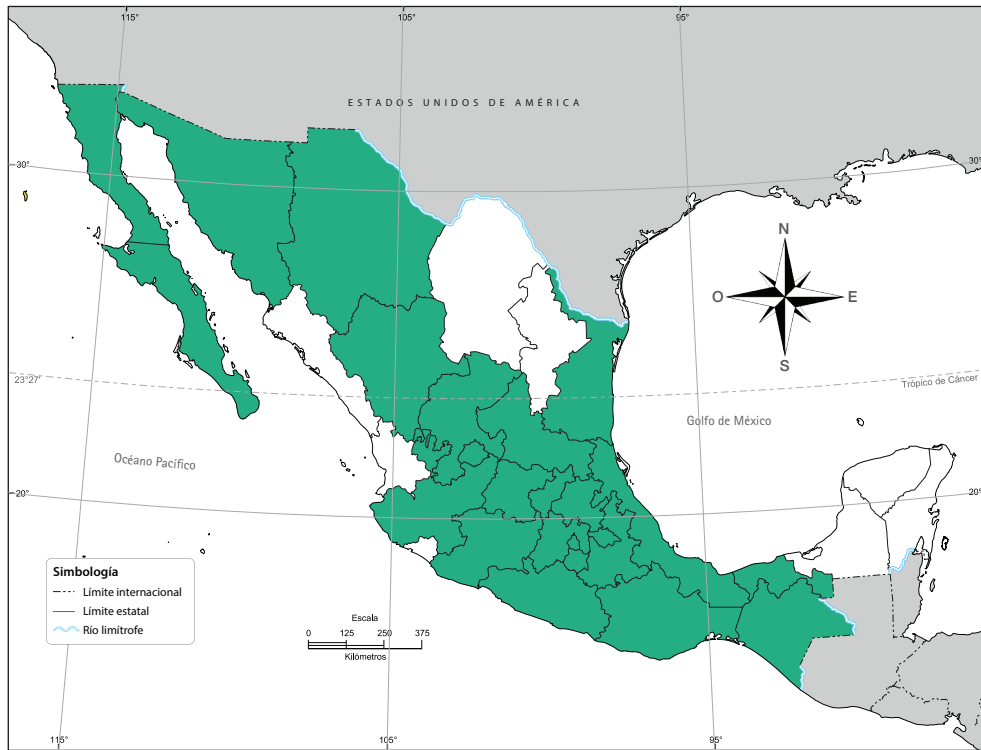 115°
105°
95°
ESTADOS UNIDOS DE AMÉRICA
30°
30°
N
O
E
S
23°27'
Trópico de Cáncer
Golfo de México
Océano Pacífico
20°
20°
Simbología
Límite internacional
Límite estatal
Río limítrofe
Escala
0 125 250 375
Kilómetros
115°
105°
95°